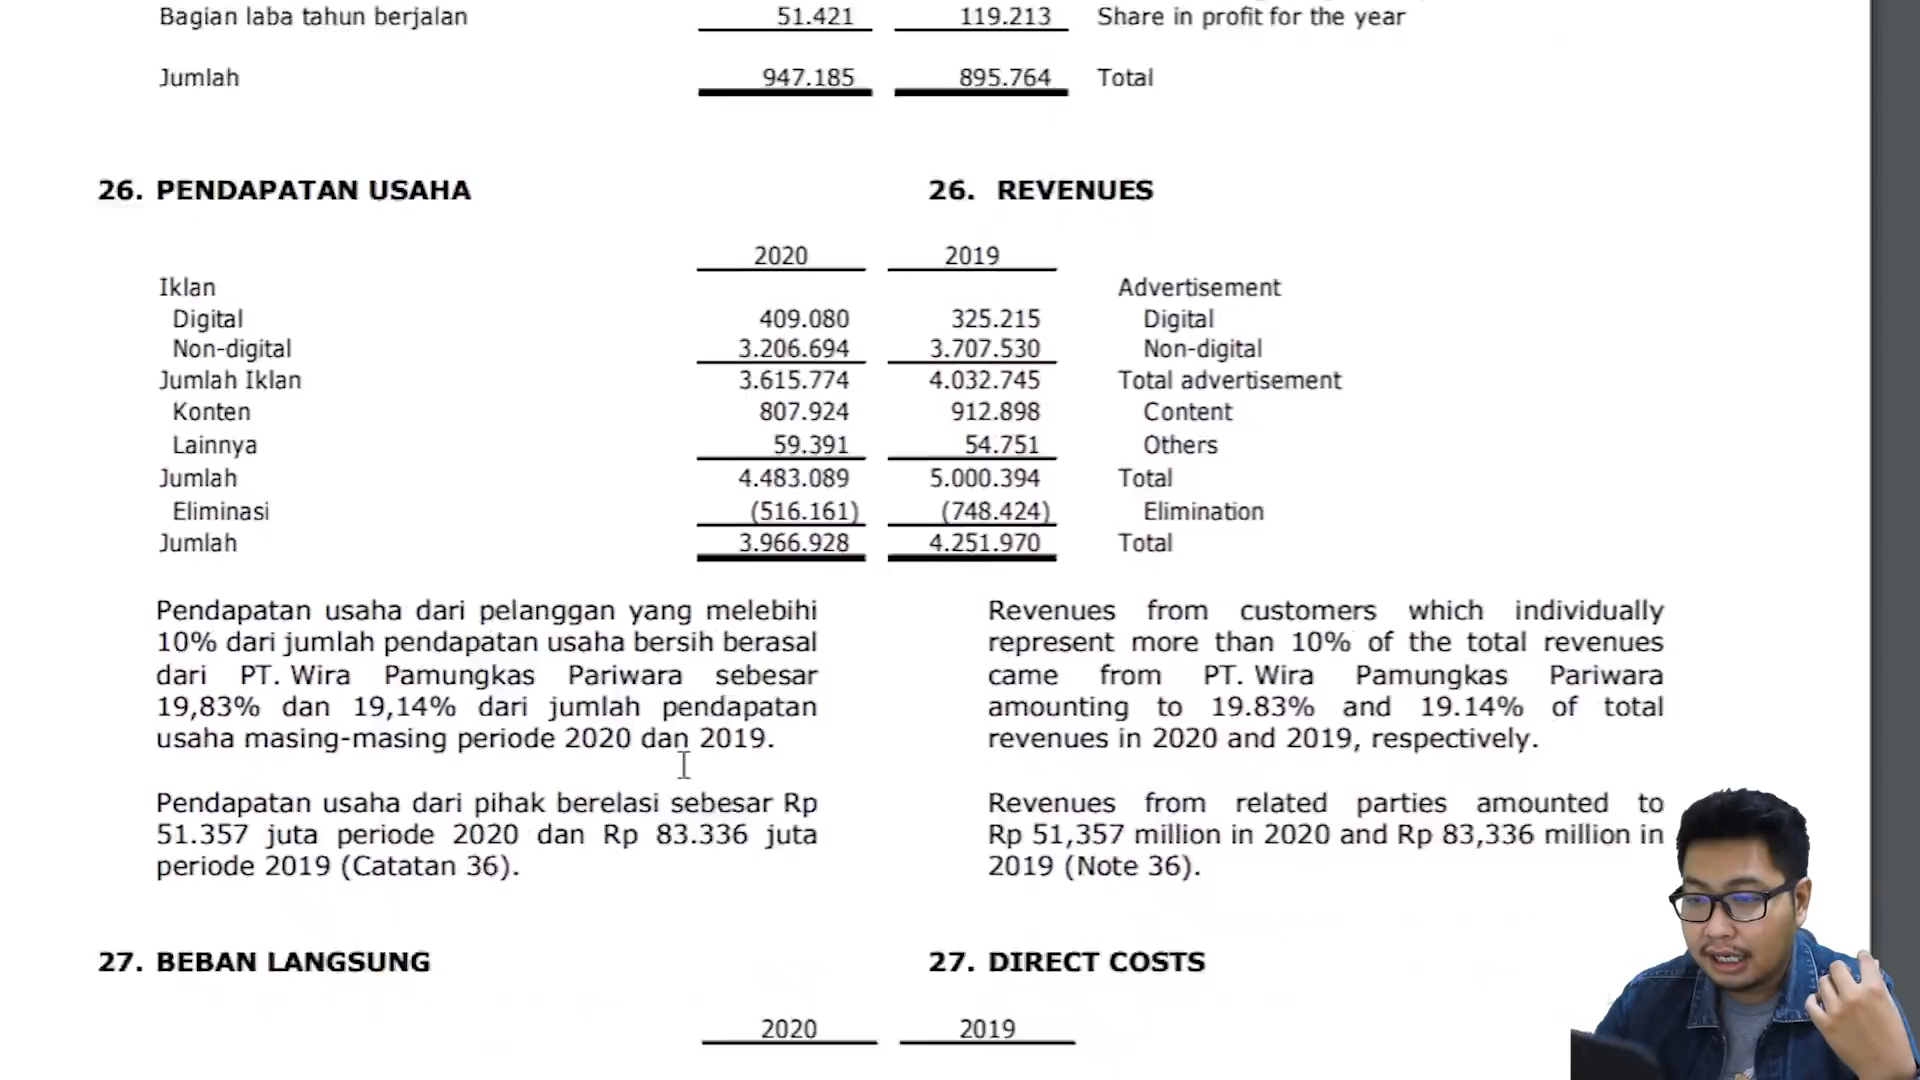 Bagian laba tahun berjalan 51.421 119.213 Share in profit for the year
Jumlah 947.185 895.764 Total
26. PENDAPATAN USAHA 26. REVENUES
2020 2019
Iklan Advertisement
Digital 409.080 325.215 Digital
Non-digital 3.206.694 3.707.530 Non-digital
Jumlah Iklan 3.615.774 4.032.745 Total advertisement
Konten 807.924 912.898 Content
Lainnya 59.391 54.751 Others
Jumlah 4.483.089 5.000.394 Total
Eliminasi (516.161) (748.424) Elimination
Jumlah 3.966.928 4.251.970 Total
Pendapatan usaha dari pelanggan yang melebihi
10% dari jumlah pendapatan usaha bersih berasal
dari PT. Wira Pamungkas Pariwara sebesar
19,83% dan 19,14% dari jumlah pendapatan
usaha masing-masing periode 2020 dan 2019.
Revenues from customers which individually
represent more than 10% of the total revenues
came from PT. Wira Pamungkas Pariwara
amounting to 19.83% and 19.14% of total
revenues in 2020 and 2019, respectively.
Pendapatan usaha dari pihak berelasi sebesar Rp
51.357 juta periode 2020 dan Rp 83.336 juta
periode 2019 (Catatan 36).
Revenues from related parties amounted to
Rp 51,357 million in 2020 and Rp 83,336 million in
2019 (Note 36).
27. BEBAN LANGSUNG 27. DIRECT COSTS
2020 2019